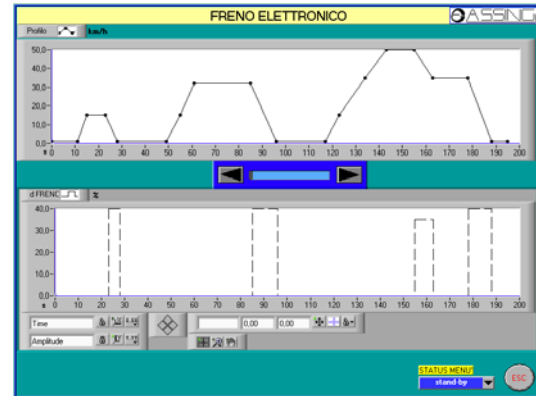 FRENO ELETTRONICO
ASSING
Profilo km/h
50,0
40,0
30,0
20,0
10,0
0,0
s 0 10 20 30 40 50 60 70 80 90 100 110 120 130 140 150 160 170 180 190 200
d.FRENO %
40,0
30,0
20,0
10,0
0,0
s 0 10 20 30 40 50 60 70 80 90 100 110 120 130 140 150 160 170 180 190 200
Time 0,00 0,00
Amplitude
STATUS MENU'
stand-by
ESC